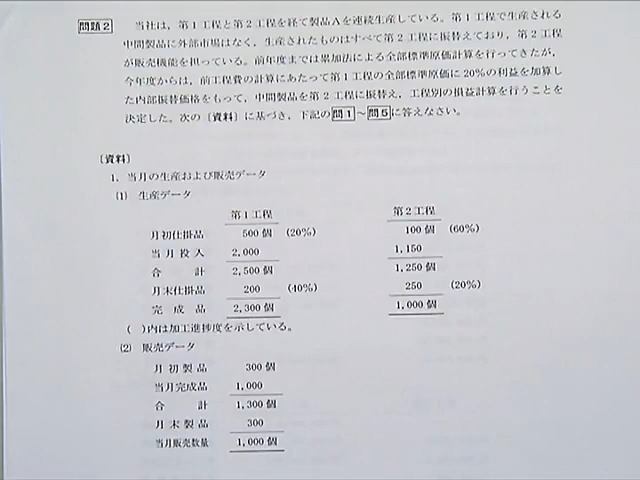 問題2 当社は，第1工程と第2工程を経て製品Aを連続生産している。第1工程で生産される
中間製品に外部市場はなく，生産されたものはすべて第2工程に振替えており，第2工程
が販売機能を担っている。前年度までは累加法による全部標準原価計算を行ってきたが，
今年度からは，前工程費の計算にあたって第1工程の全部標準原価に20%の利益を加算し
た内部振替価格をもって，中間製品を第2工程に振替え，工程別の損益計算を行うことを
決定した。次の〔資料〕に基づき，下記の問1～問5に答えなさい。
〔資料〕
1．当月の生産および販売データ
(1) 生産データ
第1工程 第2工程
月初仕掛品 500個 (20%) 100個 (60%)
当月投入 2,000 1,150
合計 2,500個 1,250個
月末仕掛品 200 (40%) 250 (20%)
完成品 2,300個 1,000個
( )内は加工進捗度を示している。
(2) 販売データ
月初製品 300個
当月完成品 1,000
合計 1,300個
月末製品 300
当月販売数量 1,000個